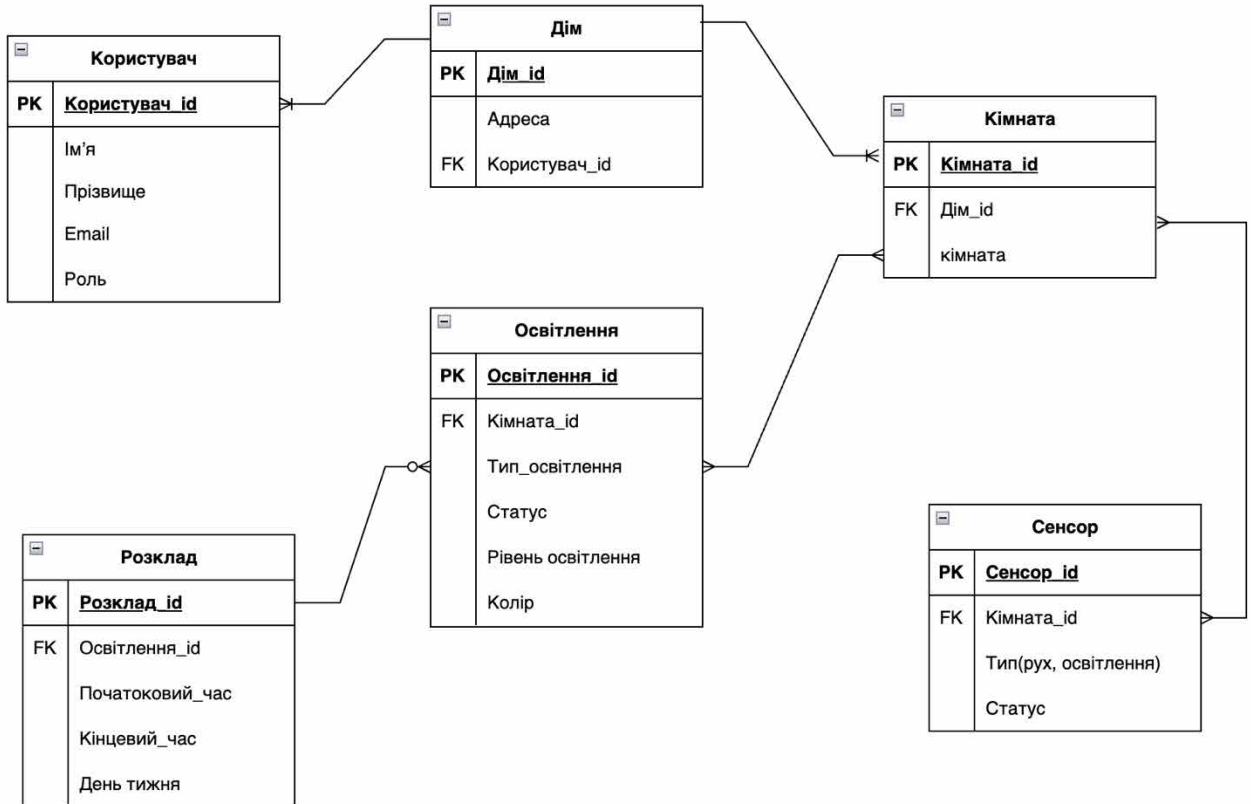 Користувач
PK Користувач_id
Ім’я
Прізвище
Email
Роль
Дім
PK Дім_id
Адреса
FK Користувач_id
Кімната
PK Кімната_id
FK Дім_id
кімната
Освітлення
PK Освітлення_id
FK Кімната_id
Тип_освітлення
Статус
Рівень освітлення
Колір
Розклад
PK Розклад_id
FK Освітлення_id
Початоковий_час
Кінцевий_час
День тижня
Сенсор
PK Сенсор_id
FK Кімната_id
Тип(рух, освітлення)
Статус